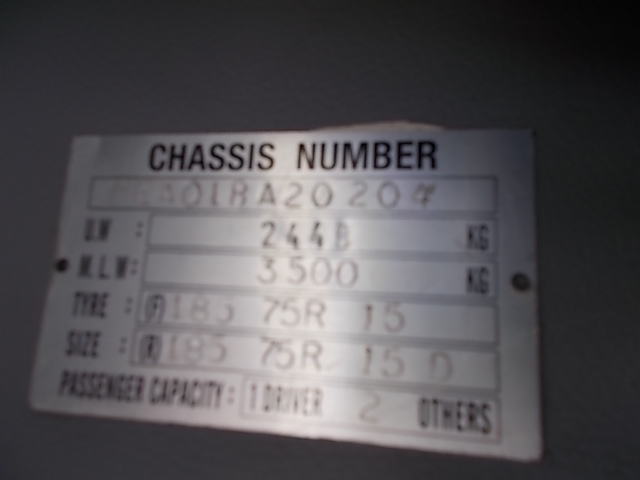 CHASSIS NUMBER
U.W : KG
M.L.W: 3500 KG
TYRE : (F) 185 75R 15
SIZE : (R) 185 75R 15 D
PASSENGER CAPACITY : 1 DRIVER 2 OTHERS